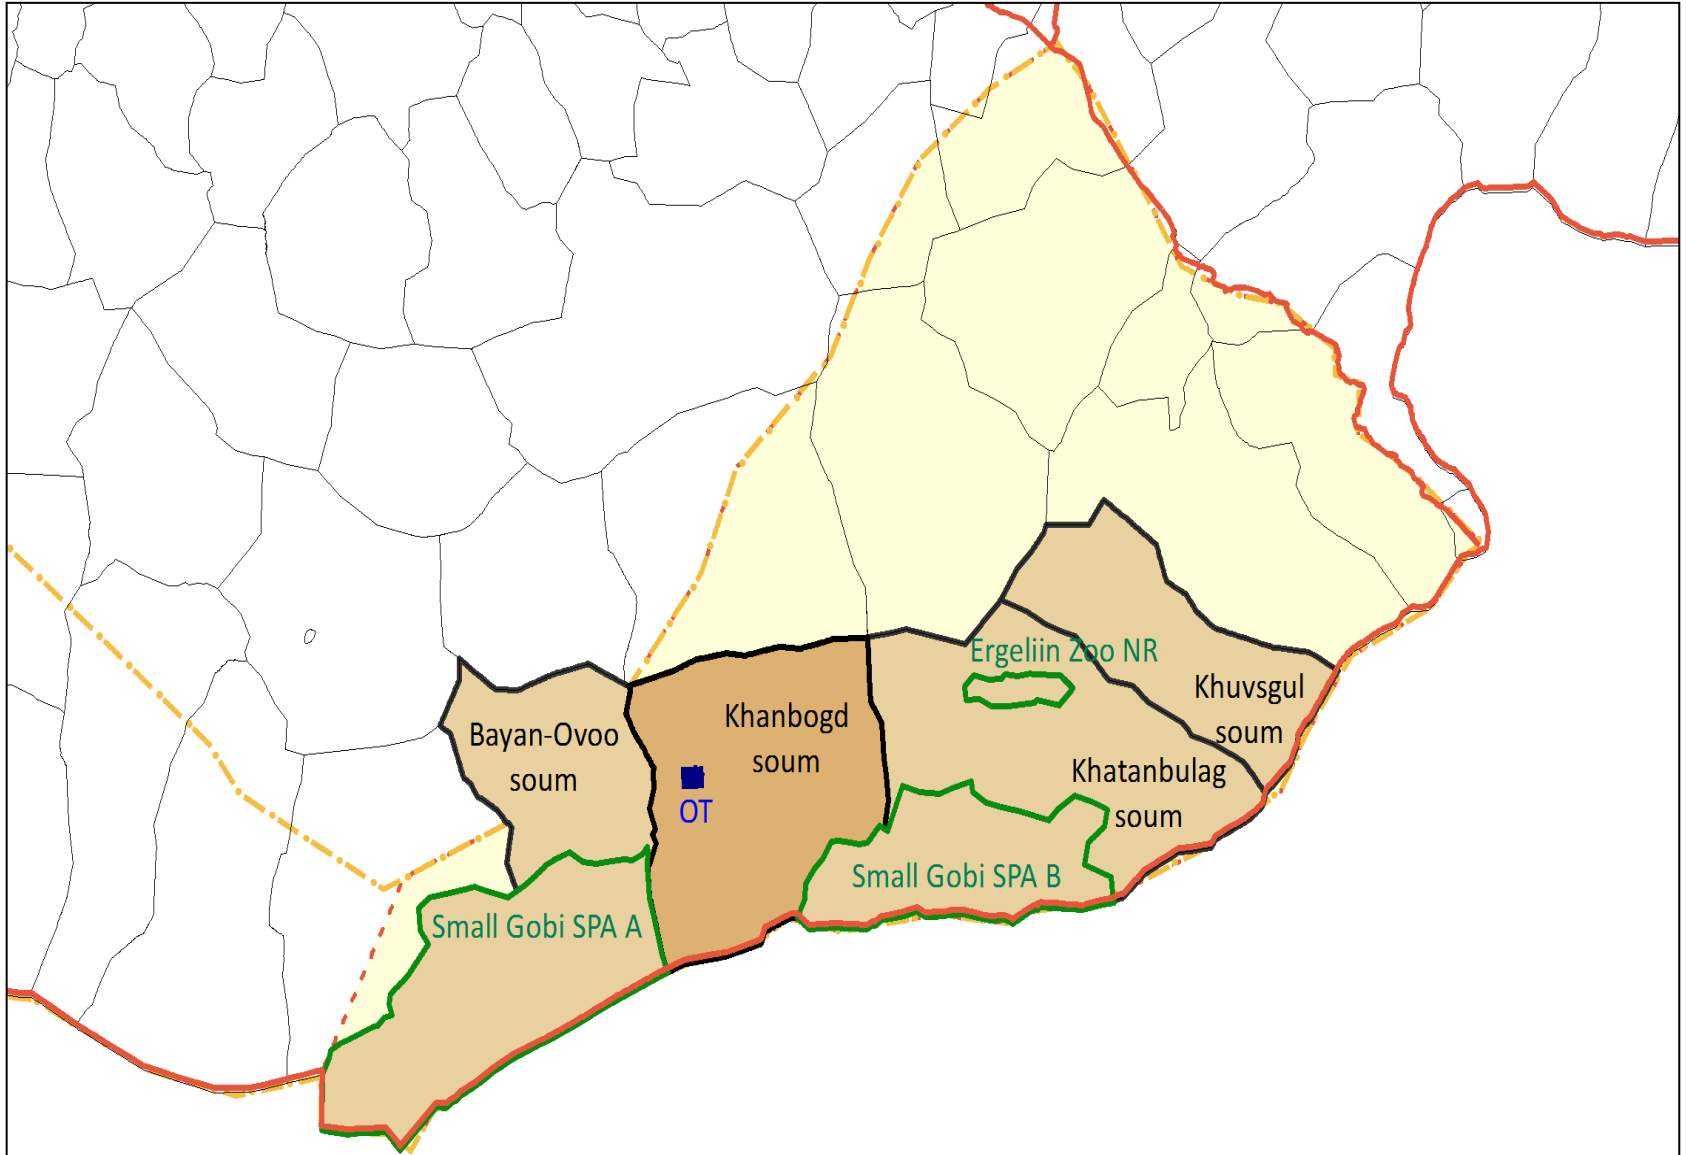 Ergeliin Zoo NR
Khuvsgul
soum
Khanbogd
soum
Bayan-Ovoo
soum
Khatanbulag
soum
OT
Small Gobi SPA B
Small Gobi SPA A